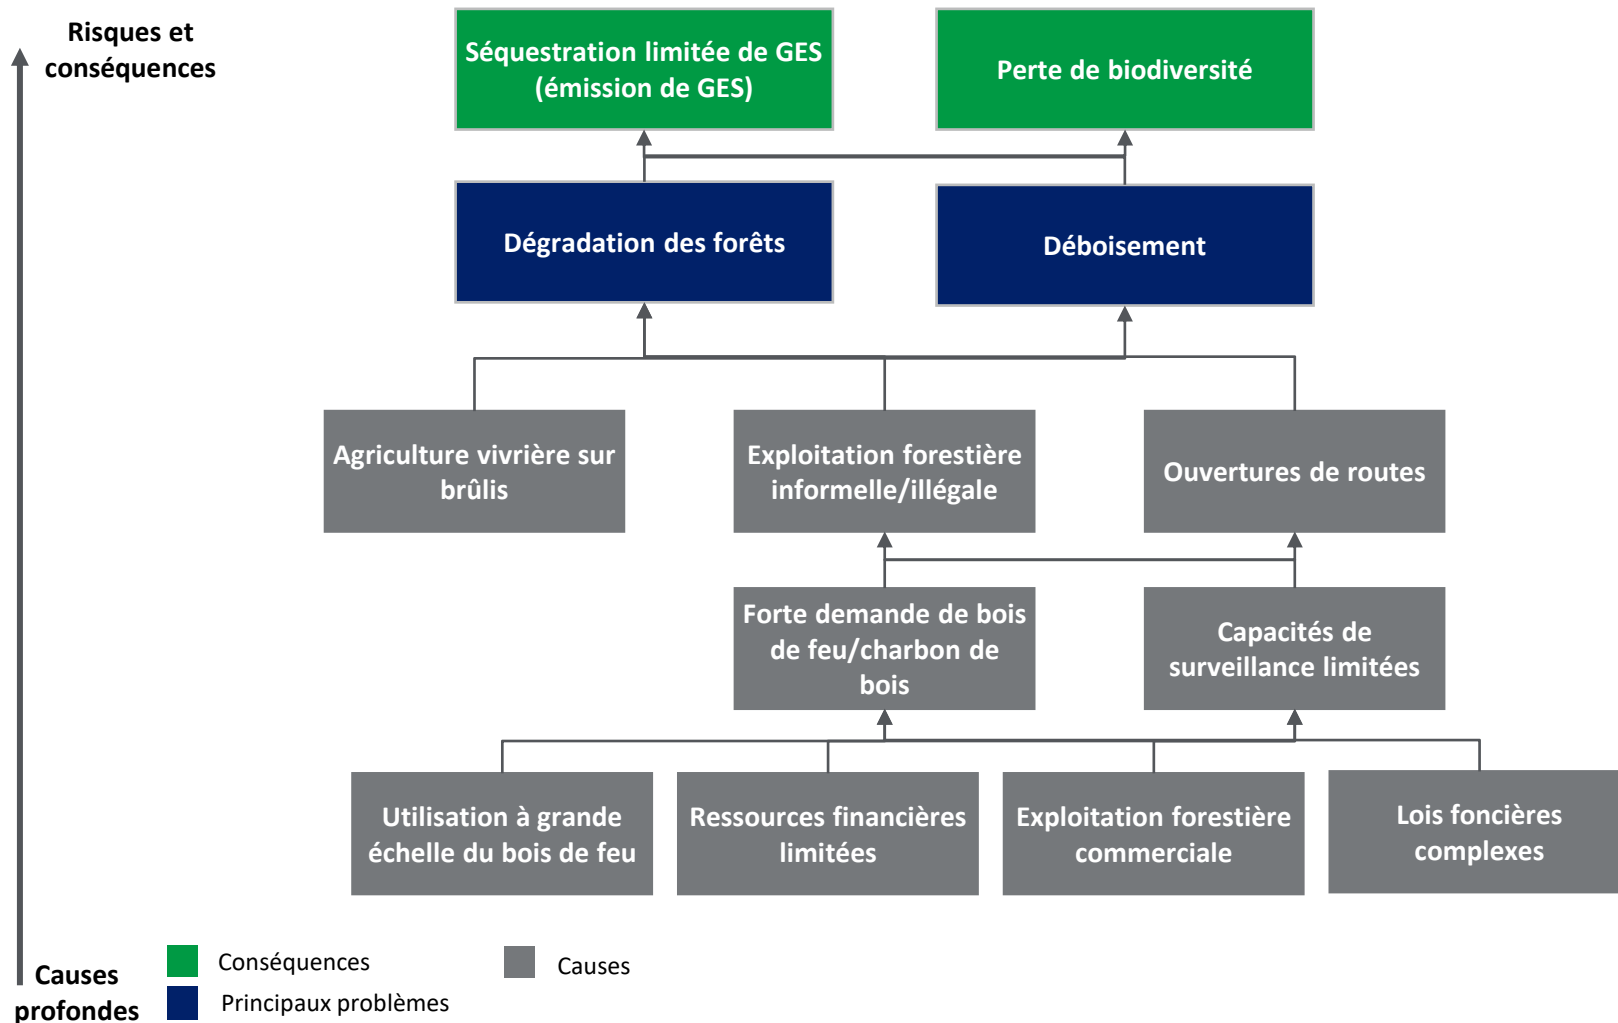 Risques et
conséquences
Séquestration limitée de GES
(émission de GES)
Perte de biodiversité
Dégradation des forêts
Déboisement
Agriculture vivrière sur
brûlis
Exploitation forestière
informelle/illégale
Ouvertures de routes
Forte demande de bois
de feu/charbon de
bois
Capacités de
surveillance limitées
Utilisation à grande
échelle du bois de feu
Ressources financières
limitées
Exploitation forestière
commerciale
Lois foncières
complexes
Causes
profondes
Conséquences
Causes
Principaux problèmes